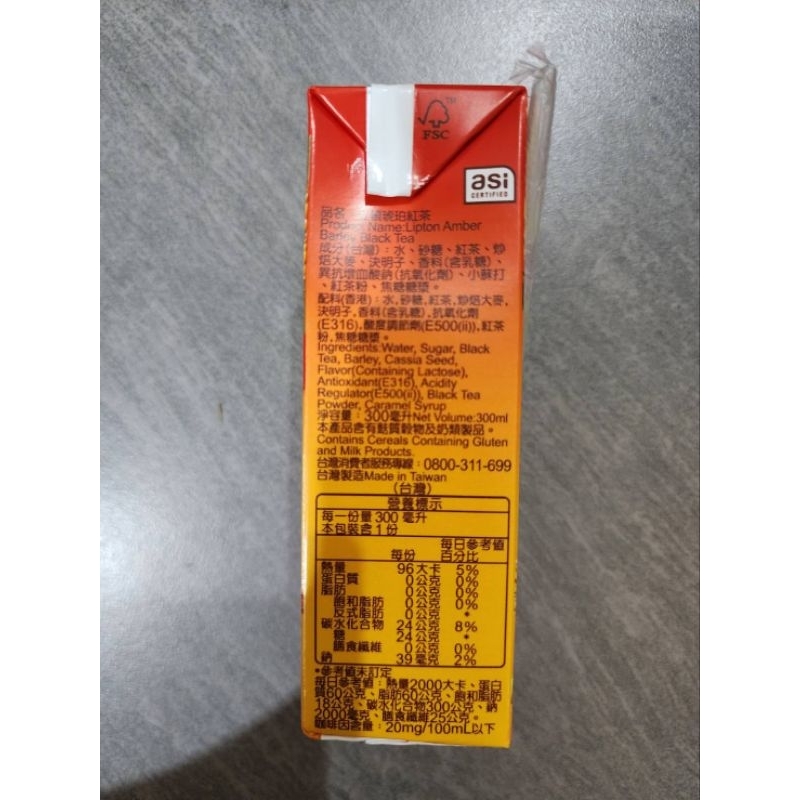 FSC
asi
CERTIFIED
品名 琥珀紅茶
Name:Lipton Amber
Black Tea
成分(台灣):水、砂糖、紅茶、炒
焙大麥、決明子、香料(含乳糖)、
異抗壞血酸鈉(抗氧化劑)、小蘇打
、紅茶粉、焦糖糖漿。
配料(香港):水,砂糖,紅茶,炒焙大麥,
決明子,香料(含乳糖),抗氧化劑
(E316),酸度調節劑(E500(ii)),紅茶
粉,焦糖糖漿。
Ingredients:Water, Sugar, Black
Tea, Barley, Cassia Seed,
Flavor(Containing Lactose),
Antioxidant(E316), Acidity
Regulator(E500(ii)), Black Tea
Powder, Caramel Syrup
淨容量:300毫升Net Volume:300ml
本產品含有麩質穀物及奶類製品。
Contains Cereals Containing Gluten
and Milk Products.
台灣消費者服務專線:0800-311-699
台灣製造Made in Taiwan
(台灣)
營養標示
每一份量 300 毫升
本包裝含 1 份
每日參考值
每份 百分比
熱量 96 大卡 5%
蛋白質 0 公克 0%
脂肪 0 公克 0%
飽和脂肪 0 公克 0%
反式脂肪 0 公克 *
碳水化合物 24 公克 8%
糖 24 公克 *
膳食纖維 0 公克 0%
鈉 39 毫克 2%
*參考值未訂定
每日參考值:熱量2000大卡、蛋白
質60公克、脂肪60公克、飽和脂肪
18公克、碳水化合物300公克、鈉
2000毫克、膳食纖維25公克。
咖啡因含量:20mg/100mL以下